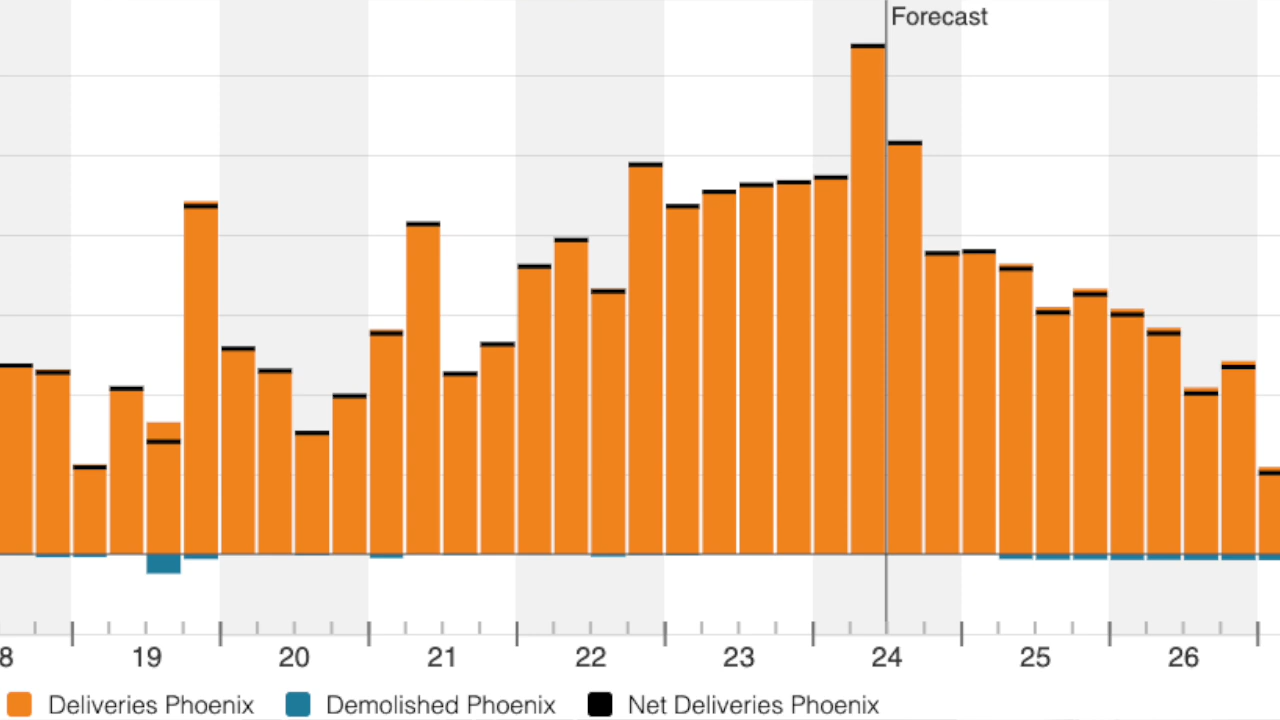 Forecast
8 19 20 21 22 23 24 25 26
Deliveries Phoenix Demolished Phoenix Net Deliveries Phoenix